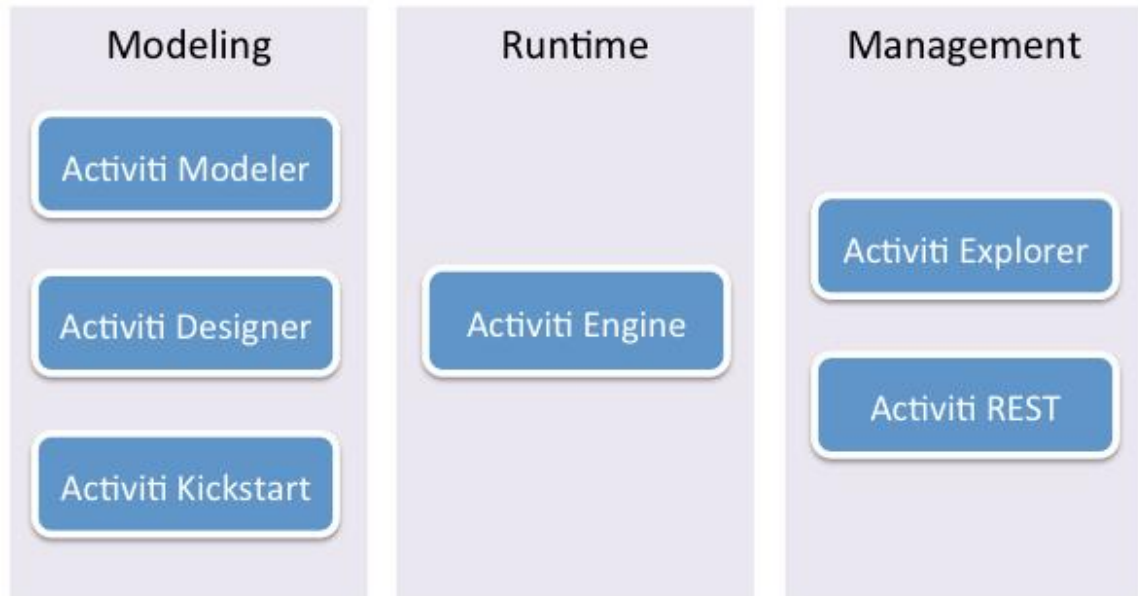 Modeling
Activiti Modeler
Activiti Designer
Activiti Kickstart
Runtime
Activiti Engine
Management
Activiti Explorer
Activiti REST